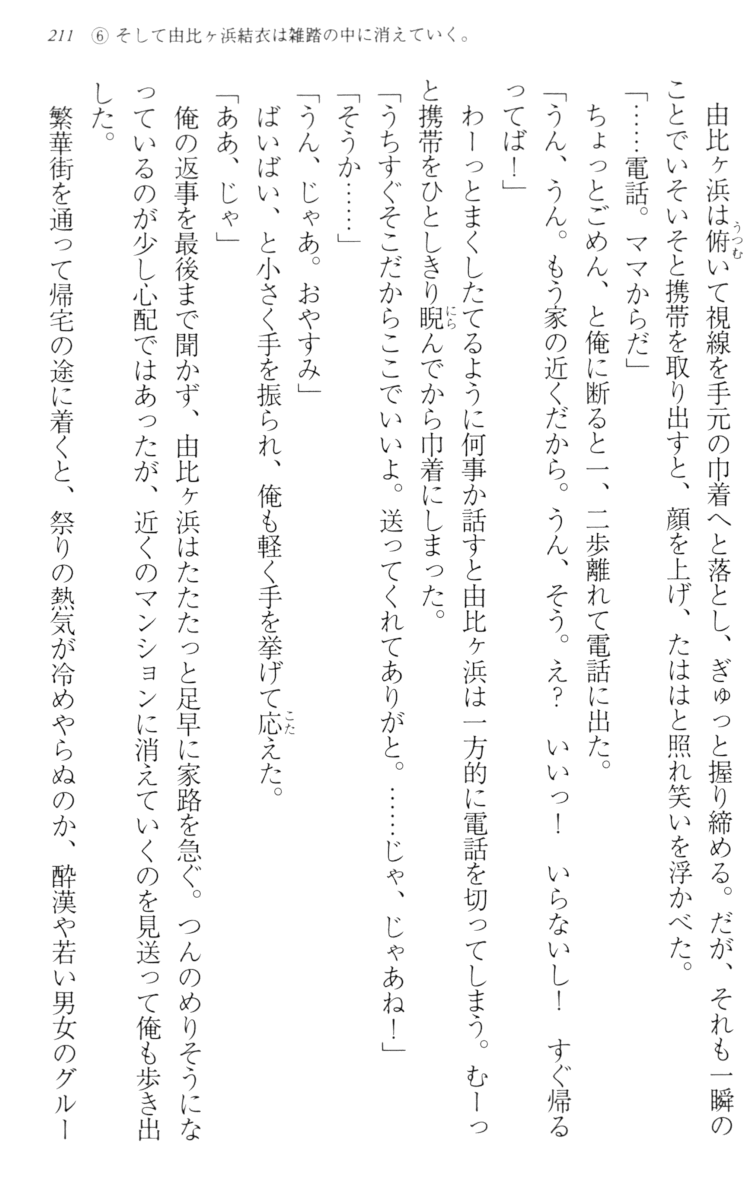 211 ⑥ そして由比ヶ浜結衣は雑踏の中に消えていく。
由比ヶ浜は俯いて視線を手元の巾着へと落とし、ぎゅっと握り締める。だが、それも一瞬の
ことでいそいそと携帯を取り出すと、顔を上げ、たははと照れ笑いを浮かべた。
「……電話。ママからだ」
ちょっとごめん、と俺に断ると一、二歩離れて電話に出た。
「うん、うん。もう家の近くだから。うん、そう。え？　いいっ！　いらないし！　すぐ帰る
ってば！」
わーっとまくしたてるように何事か話すと由比ヶ浜は一方的に電話を切ってしまう。むーっ
と携帯をひとしきり睨んでから巾着にしまった。
「うちすぐそこだからここでいいよ。送ってくれてありがと。……じゃ、じゃあね！」
「そうか……」
「うん、じゃあ。おやすみ」
ばいばい、と小さく手を振られ、俺も軽く手を挙げて応えた。
「ああ、じゃ」
俺の返事を最後まで聞かず、由比ヶ浜はたたたっと足早に家路を急ぐ。つんのめりそうにな
っているのが少し心配ではあったが、近くのマンションに消えていくのを見送って俺も歩き出
した。
繁華街を通って帰宅の途に着くと、祭りの熱気が冷めやらぬのか、酔漢や若い男女のグルー